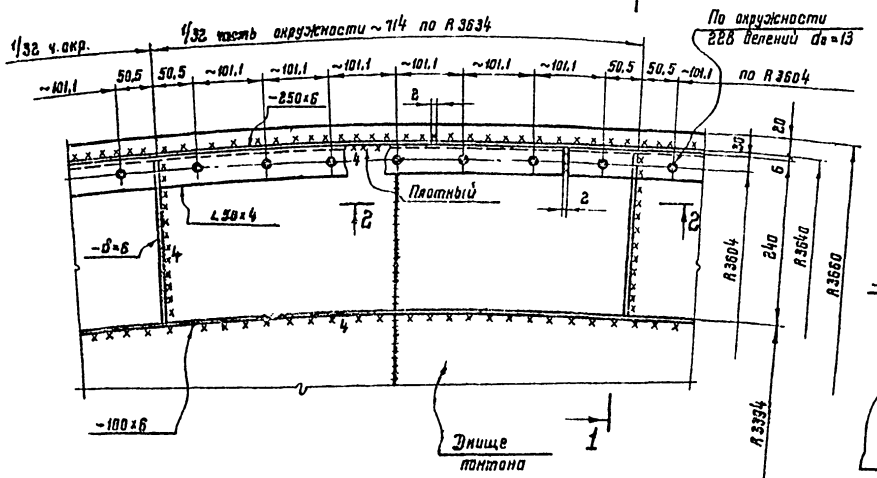 1/32 ч. окр.
1/32 часть окружности ~ 714 по R 3634
По окружности
228 делений d₀=13
~101,1 50,5 50,5 ~101,1 ~101,1 ~101,1 ~101,1 ~101,1 ~101,1 50,5 50,5 ~101,1 по R 3604
-250×6
2
20
30
6
4
Плотный
L 50×4
2
2
2
-δ=6
4
R 3604
240
R 3640
R 3660
4
-100×6
Днище
понтона
1
R 3394